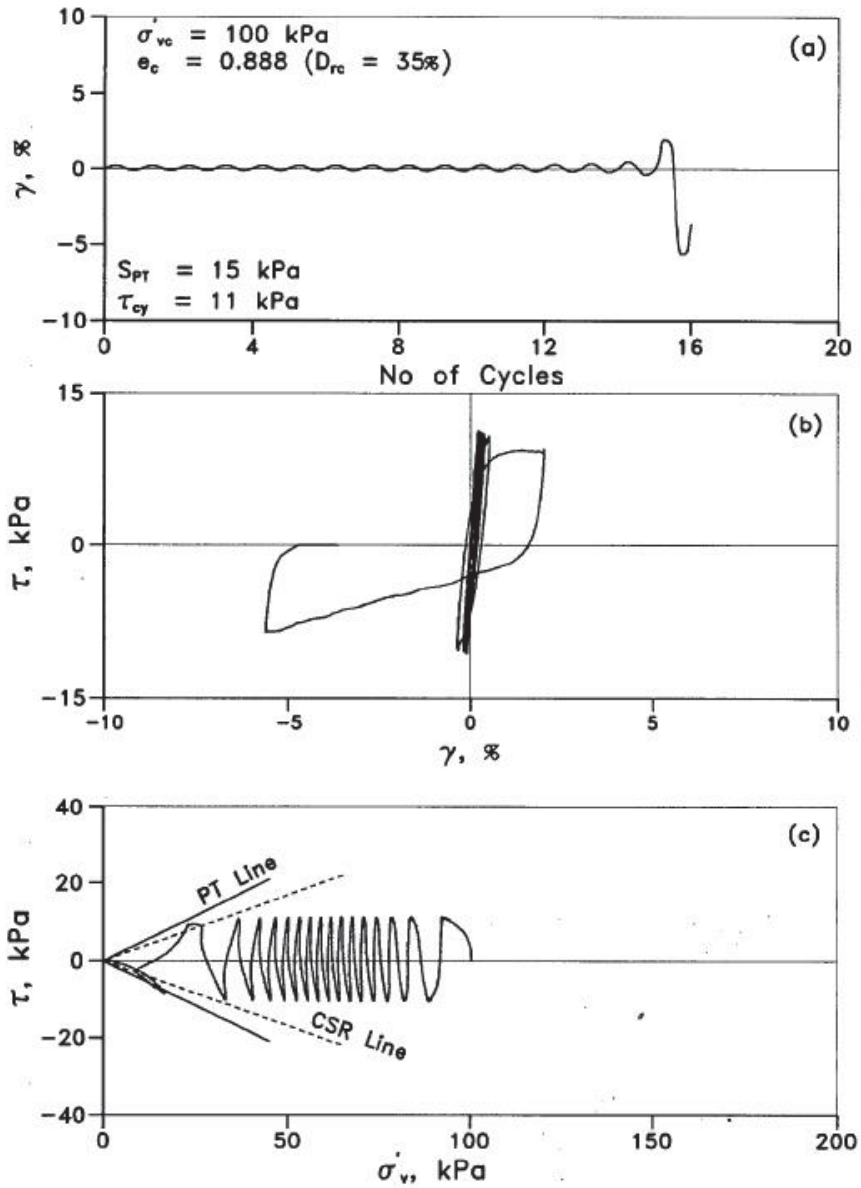 10
σ'vc = 100 kPa
ec = 0.888 (Drc = 35%)
(a)
5
0
γ, %
-5
SPT = 15 kPa
τcy = 11 kPa
-10
0 4 8 12 16 20
No of Cycles
15
(b)
τ, kPa
0
-15
-10 -5 0 5 10
γ, %
40
(c)
PT Line
20
τ, kPa
0
CSR Line
-20
-40
0 50 100 150 200
σ'v, kPa